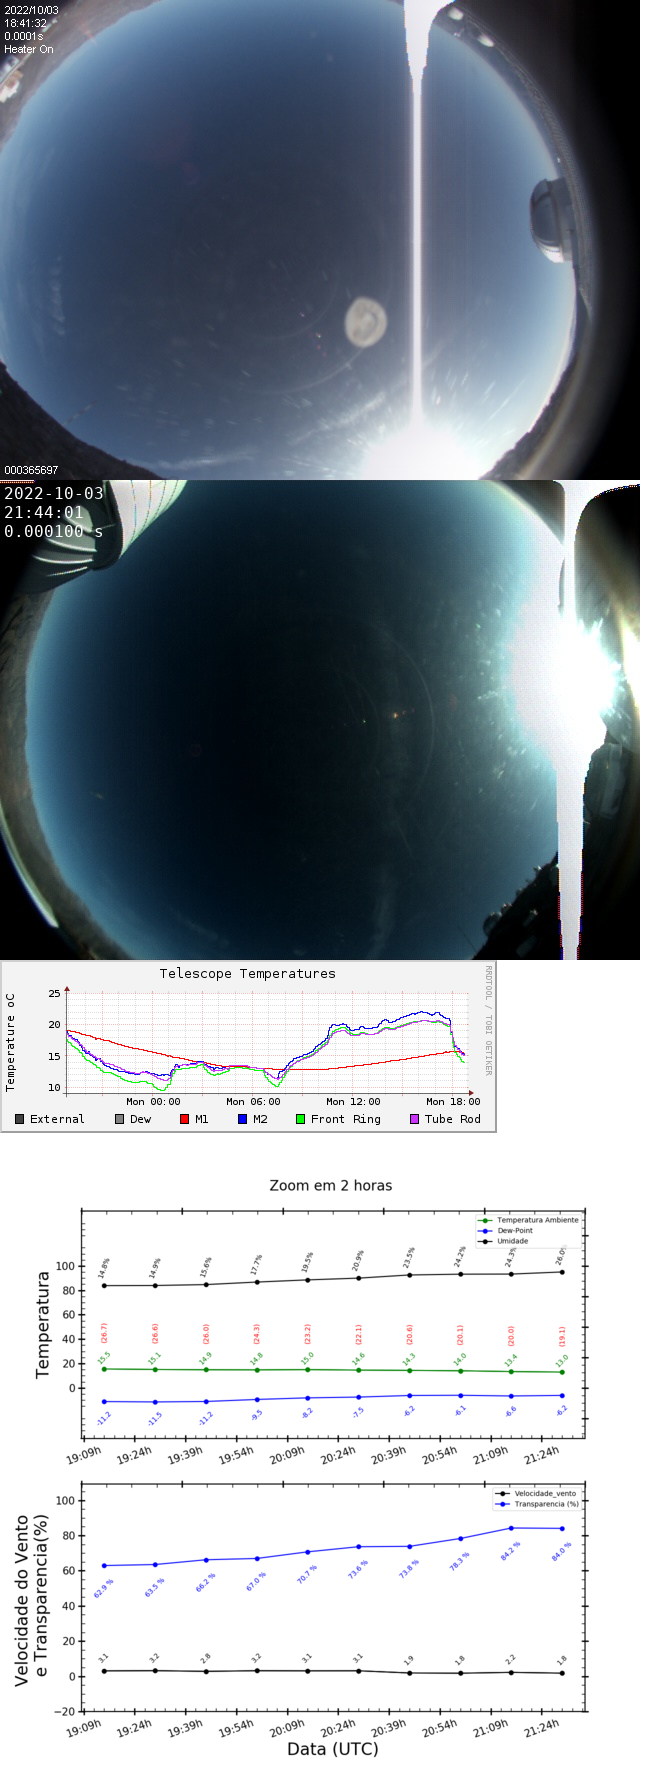 2022/10/03
18:41:32
0.0001s
Heater On
000365697
2022-10-03
21:44:01
0.000100 s
Telescope Temperatures
RRDTOOL / TOBI OETIKER
Temperature oC
25
20
15
10
Mon 00:00 Mon 06:00 Mon 12:00 Mon 18:00
External Dew M1 M2 Front Ring Tube Rod
Zoom em 2 horas
Temperatura Ambiente
Dew-Point
Umidade
Temperatura
100
80
60
40
20
0
14.8% 14.9% 15.6% 17.7% 19.5% 20.9% 23.5% 24.2% 24.3% 26.0%
(26.7) (26.6) (26.0) (24.3) (23.2) (22.1) (20.6) (20.1) (20.0) (19.1)
15.5 15.1 14.9 14.8 15.0 14.6 14.3 14.0 13.4 13.0
-11.2 -11.5 -11.2 -9.5 -8.2 -7.5 -6.2 -6.1 -6.6 -6.2
19:09h 19:24h 19:39h 19:54h 20:09h 20:24h 20:39h 20:54h 21:09h 21:24h
Velocidade_vento
Transparencia (%)
Velocidade do Vento
e Transparencia(%)
100
80
60
40
20
0
−20
62.9 % 63.5 % 66.2 % 67.0 % 70.7 % 73.6 % 73.8 % 78.3 % 84.2 % 84.0 %
3.1 3.2 2.8 3.2 3.1 3.1 1.9 1.8 2.2 1.8
19:09h 19:24h 19:39h 19:54h 20:09h 20:24h 20:39h 20:54h 21:09h 21:24h
Data (UTC)